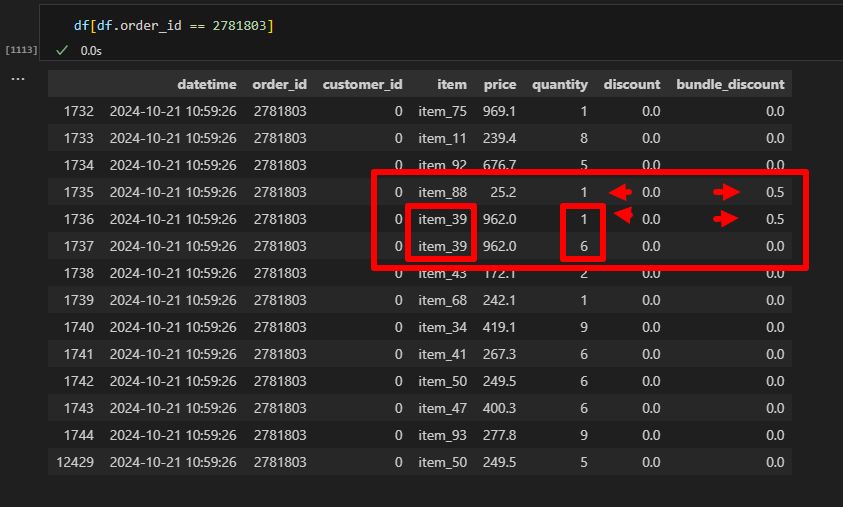 df[df.order_id == 2781803]
[1113] 0.0s
...
datetime order_id customer_id item price quantity discount bundle_discount
1732 2024-10-21 10:59:26 2781803 0 item_75 969.1 1 0.0 0.0
1733 2024-10-21 10:59:26 2781803 0 item_11 239.4 8 0.0 0.0
1734 2024-10-21 10:59:26 2781803 0 item_92 676.7 5 0.0 0.0
1735 2024-10-21 10:59:26 2781803 0 item_88 25.2 1 0.0 0.5
1736 2024-10-21 10:59:26 2781803 0 item_39 962.0 1 0.0 0.5
1737 2024-10-21 10:59:26 2781803 0 item_39 962.0 6 0.0 0.0
1738 2024-10-21 10:59:26 2781803 0 item_43 172.1 2 0.0 0.0
1739 2024-10-21 10:59:26 2781803 0 item_68 242.1 1 0.0 0.0
1740 2024-10-21 10:59:26 2781803 0 item_34 419.1 9 0.0 0.0
1741 2024-10-21 10:59:26 2781803 0 item_41 267.3 6 0.0 0.0
1742 2024-10-21 10:59:26 2781803 0 item_50 249.5 6 0.0 0.0
1743 2024-10-21 10:59:26 2781803 0 item_47 400.3 6 0.0 0.0
1744 2024-10-21 10:59:26 2781803 0 item_93 277.8 9 0.0 0.0
12429 2024-10-21 10:59:26 2781803 0 item_50 249.5 5 0.0 0.0